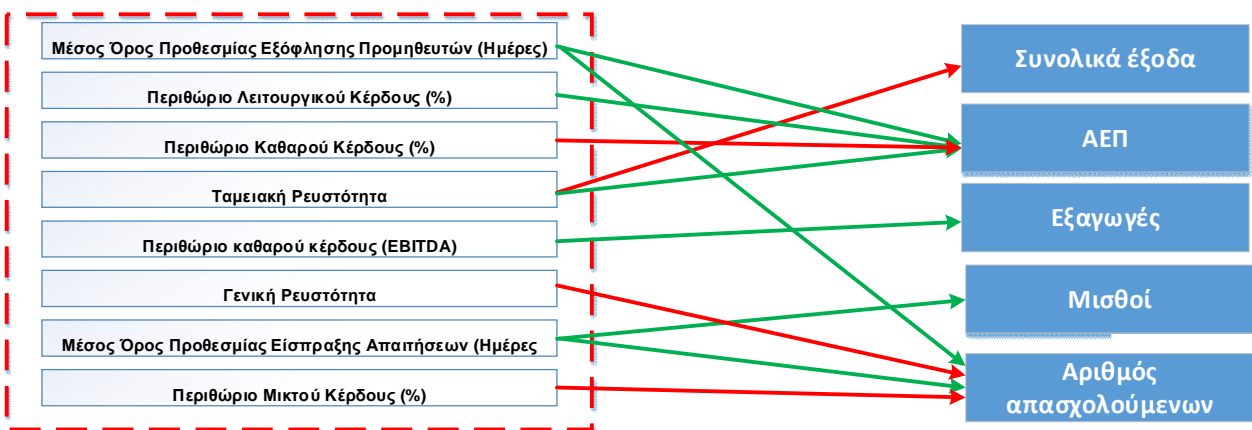 Μέσος Όρος Προθεσμίας Εξόφλησης Προμηθευτών (Ημέρες)
Περιθώριο Λειτουργικού Κέρδους (%)
Περιθώριο Καθαρού Κέρδους (%)
Ταμειακή Ρευστότητα
Περιθώριο καθαρού κέρδους (EBITDA)
Γενική Ρευστότητα
Μέσος Όρος Προθεσμίας Είσπραξης Απαιτήσεων (Ημέρες
Περιθώριο Μικτού Κέρδους (%)
Συνολικά έξοδα
ΑΕΠ
Εξαγωγές
Μισθοί
Αριθμός
απασχολούμενων